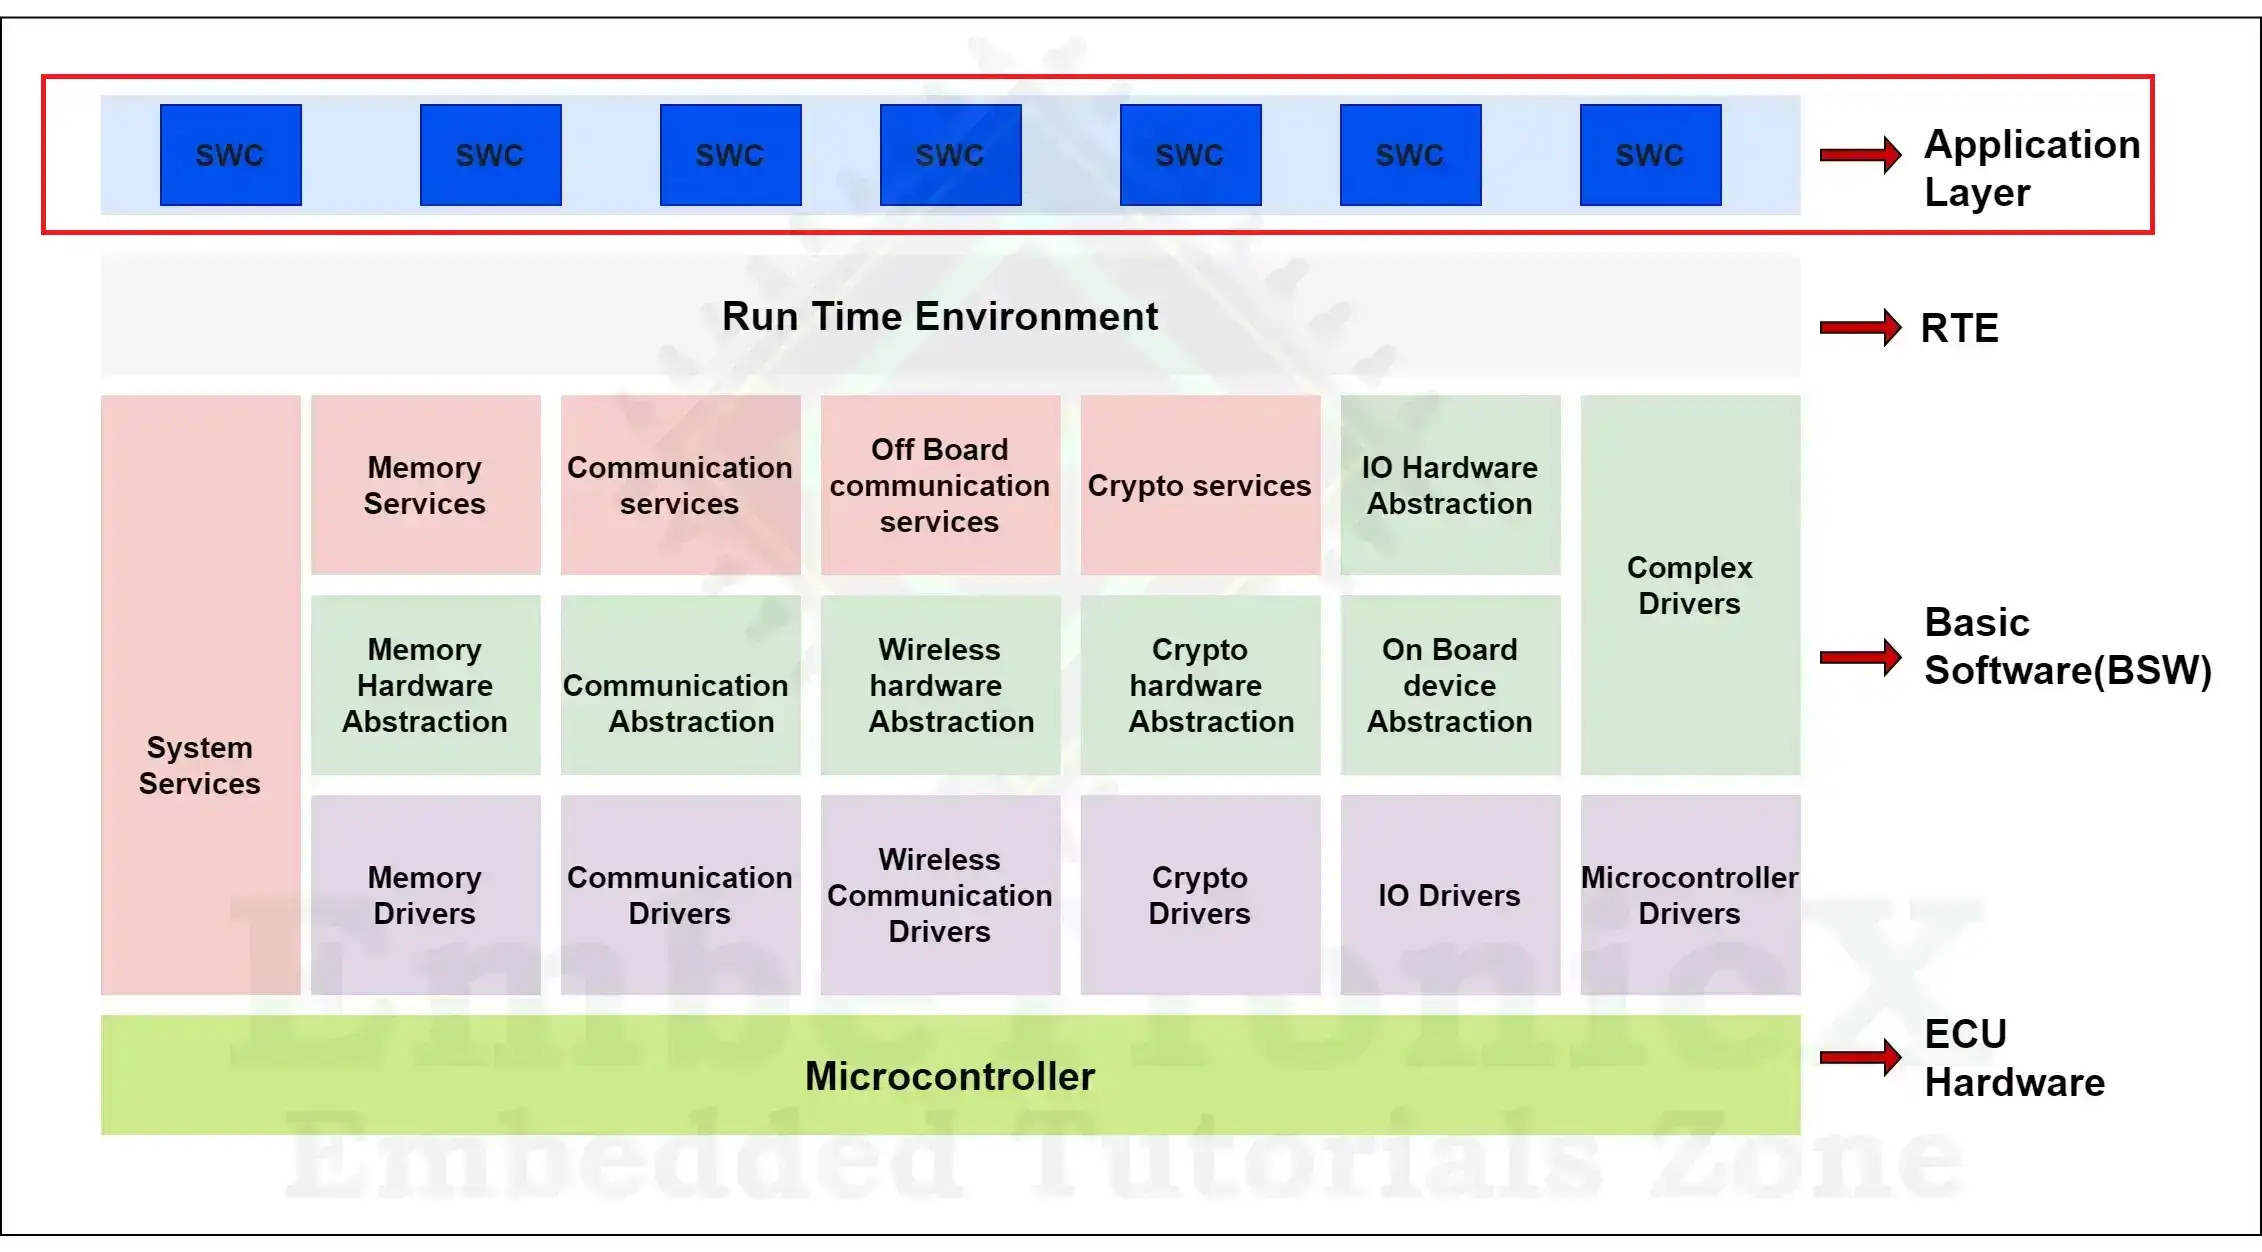 SWC SWC SWC SWC SWC SWC SWC
Application
Layer
Run Time Environment
RTE
System
Services
Memory
Services
Communication
services
Off Board
communication
services
Crypto services
IO Hardware
Abstraction
Complex
Drivers
Memory
Hardware
Abstraction
Communication
Abstraction
Wireless
hardware
Abstraction
Crypto
hardware
Abstraction
On Board
device
Abstraction
Basic
Software(BSW)
Memory
Drivers
Communication
Drivers
Wireless
Communication
Drivers
Crypto
Drivers
IO Drivers
Microcontroller
Drivers
Microcontroller
ECU
Hardware
EmbeTronicX
Embedded Tutorials Zone